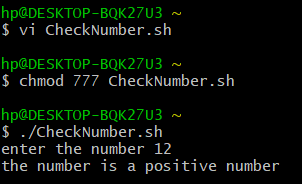 hp@DESKTOP-BQK27U3 ~
$ vi CheckNumber.sh
hp@DESKTOP-BQK27U3 ~
$ chmod 777 CheckNumber.sh
hp@DESKTOP-BQK27U3 ~
$ ./CheckNumber.sh
enter the number 12
the number is a positive number